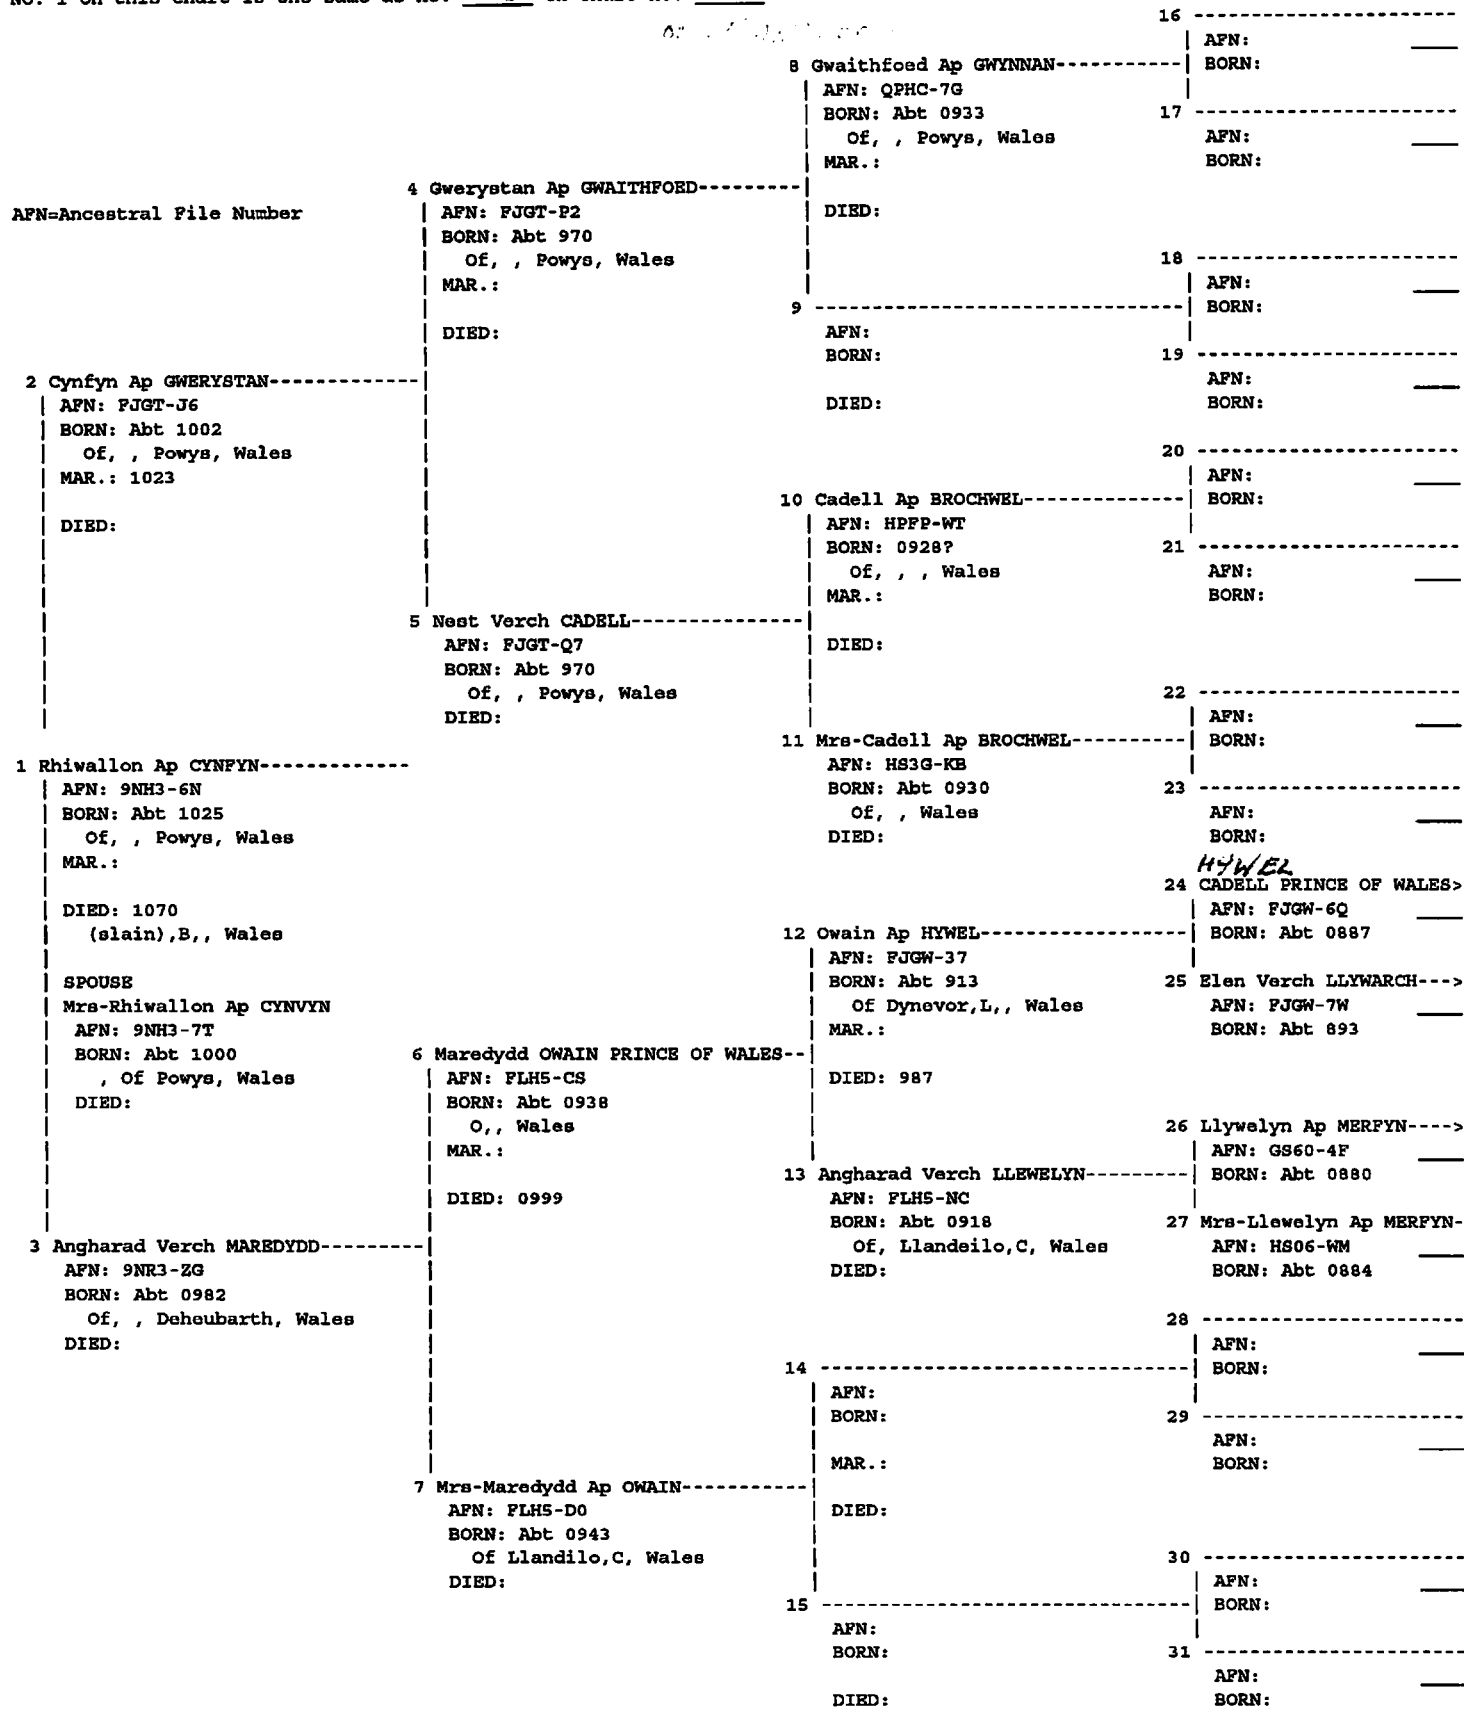 8 Gwaithfoed Ap GWYNNAN-----------
AFN: QPHC-7G
BORN: Abt 0933
Of, , Powys, Wales
MAR.:
DIED:
16 ----------------------
AFN:
BORN:
17 ----------------------
AFN:
BORN:
AFN=Ancestral File Number
4 Gwerystan Ap GWAITHFOED--------
AFN: FJGT-P2
BORN: Abt 970
Of, , Powys, Wales
MAR.:
DIED:
9 -------------------------------
AFN:
BORN:
DIED:
18 ----------------------
AFN:
BORN:
19 ----------------------
AFN:
BORN:
2 Cynfyn Ap GWERYSTAN-------------
AFN: FJGT-J6
BORN: Abt 1002
Of, , Powys, Wales
MAR.: 1023
DIED:
10 Cadell Ap BROCHWEL-------------
AFN: HPFP-WT
BORN: 0928?
Of, , , Wales
MAR.:
DIED:
20 ----------------------
AFN:
BORN:
21 ----------------------
AFN:
BORN:
5 Nest Verch CADELL---------------
AFN: FJGT-Q7
BORN: Abt 970
Of, , Powys, Wales
DIED:
11 Mrs-Cadell Ap BROCHWEL---------
AFN: HS3G-KB
BORN: Abt 0930
Of, , Wales
DIED:
22 ----------------------
AFN:
BORN:
23 ----------------------
AFN:
BORN:
1 Rhiwallon Ap CYNFYN-------------
AFN: 9NH3-6N
BORN: Abt 1025
Of, , Powys, Wales
MAR.:
DIED: 1070
(slain),B,, Wales
SPOUSE
Mrs-Rhiwallon Ap CYNVYN
AFN: 9NH3-7T
BORN: Abt 1000
, Of Powys, Wales
DIED:
12 Owain Ap HYWEL-----------------
AFN: FJGW-37
BORN: Abt 913
Of Dynevor,L,, Wales
MAR.:
DIED: 987
HYWEL
24 CADELL PRINCE OF WALES>
AFN: FJGW-6Q
BORN: Abt 0887
25 Elen Verch LLYWARCH--->
AFN: FJGW-7W
BORN: Abt 893
6 Maredydd OWAIN PRINCE OF WALES--
AFN: FLH5-CS
BORN: Abt 0938
O,, Wales
MAR.:
DIED: 0999
13 Angharad Verch LLEWELYN--------
AFN: FLH5-NC
BORN: Abt 0918
Of, Llandeilo,C, Wales
DIED:
26 Llywelyn Ap MERFYN---->
AFN: GS60-4F
BORN: Abt 0880
27 Mrs-Llewelyn Ap MERFYN-
AFN: HS06-WM
BORN: Abt 0884
3 Angharad Verch MAREDYDD---------
AFN: 9NR3-ZG
BORN: Abt 0982
Of, , Deheubarth, Wales
DIED:
14 -------------------------------
AFN:
BORN:
MAR.:
DIED:
28 ----------------------
AFN:
BORN:
29 ----------------------
AFN:
BORN:
7 Mrs-Maredydd Ap OWAIN-----------
AFN: FLH5-D0
BORN: Abt 0943
Of Llandilo,C, Wales
DIED:
15 -------------------------------
AFN:
BORN:
DIED:
30 ----------------------
AFN:
BORN:
31 ----------------------
AFN:
BORN: